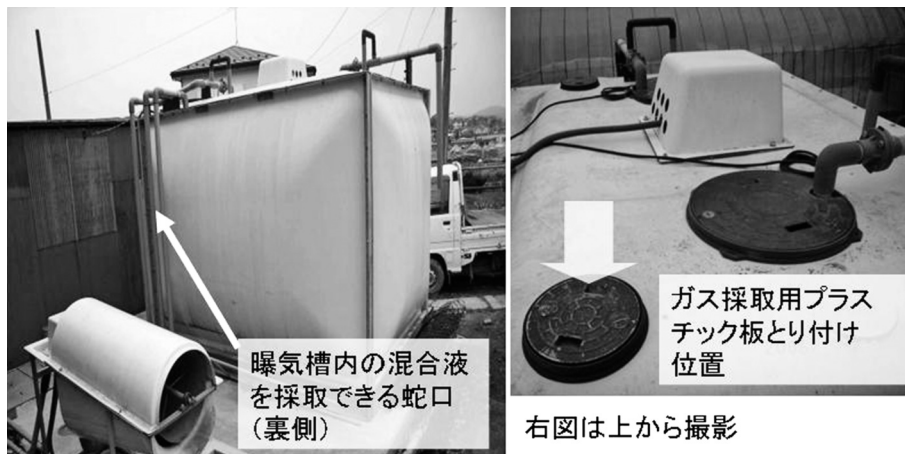 曝気槽内の混合液
を採取できる蛇口
（裏側）
ガス採取用プラス
チック板とり付け
位置
右図は上から撮影